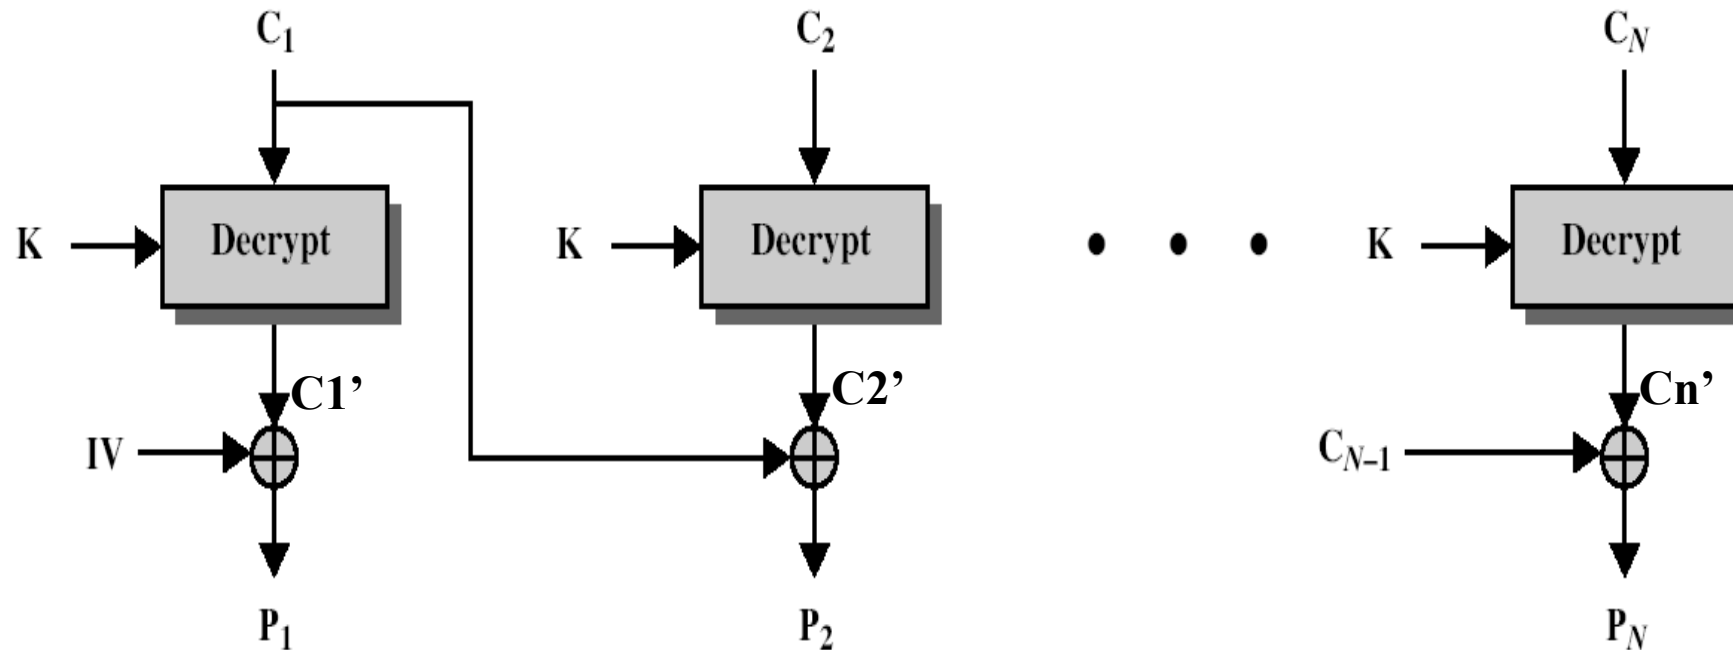 C1 C2 CN
K Decrypt K Decrypt • • • K Decrypt
C1’ C2’ Cn’
IV CN–1
P1 P2 PN